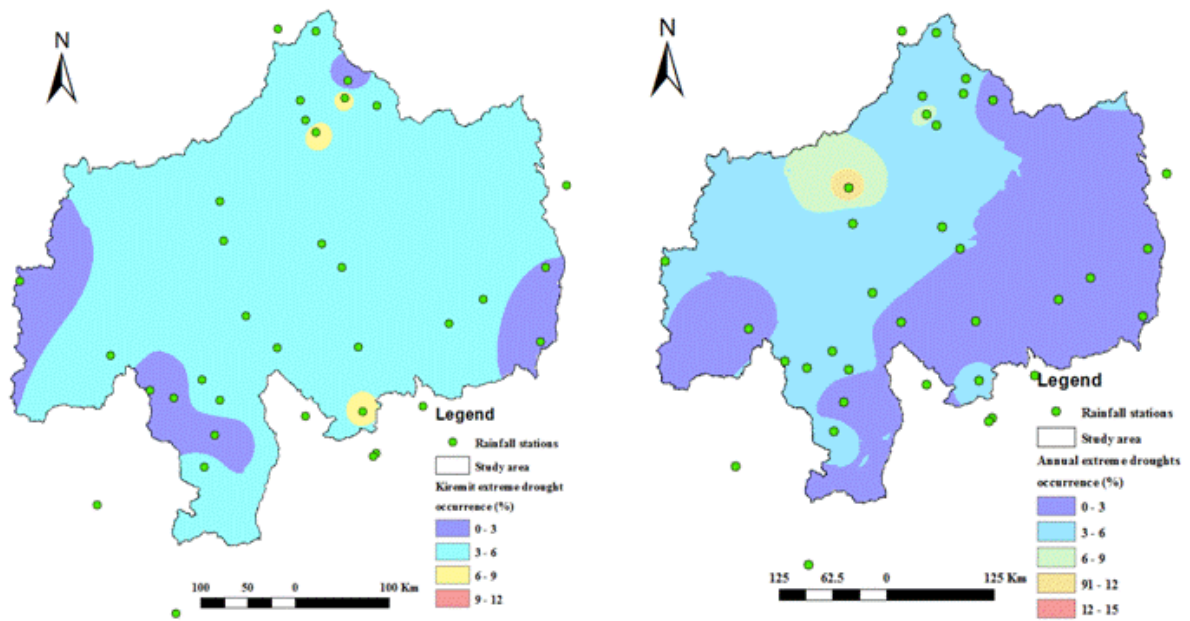 N
Legend
Rainfall stations
Study area
Kiremit extreme drought
occurrence (%)
0 - 3
3 - 6
6 - 9
9 - 12
100 50 0 100 Km
N
Legend
Rainfall stations
Study area
Annual extreme droughts
occurrence (%)
0 - 3
3 - 6
6 - 9
91 - 12
12 - 15
125 62.5 0 125 Km